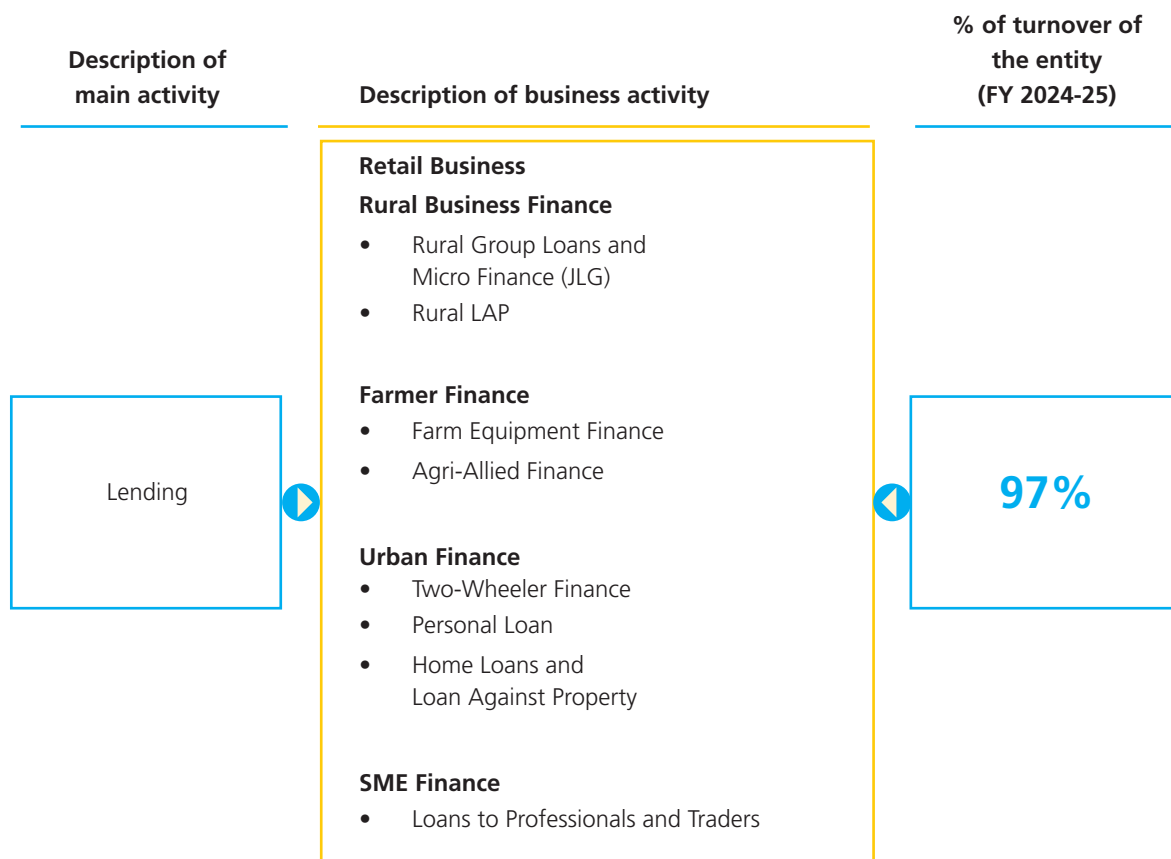 Description of
main activity
Description of business activity
% of turnover of
the entity
(FY 2024-25)
Lending
Retail Business
Rural Business Finance
• Rural Group Loans and
Micro Finance (JLG)
• Rural LAP
Farmer Finance
• Farm Equipment Finance
• Agri-Allied Finance
Urban Finance
• Two-Wheeler Finance
• Personal Loan
• Home Loans and
Loan Against Property
SME Finance
• Loans to Professionals and Traders
97%